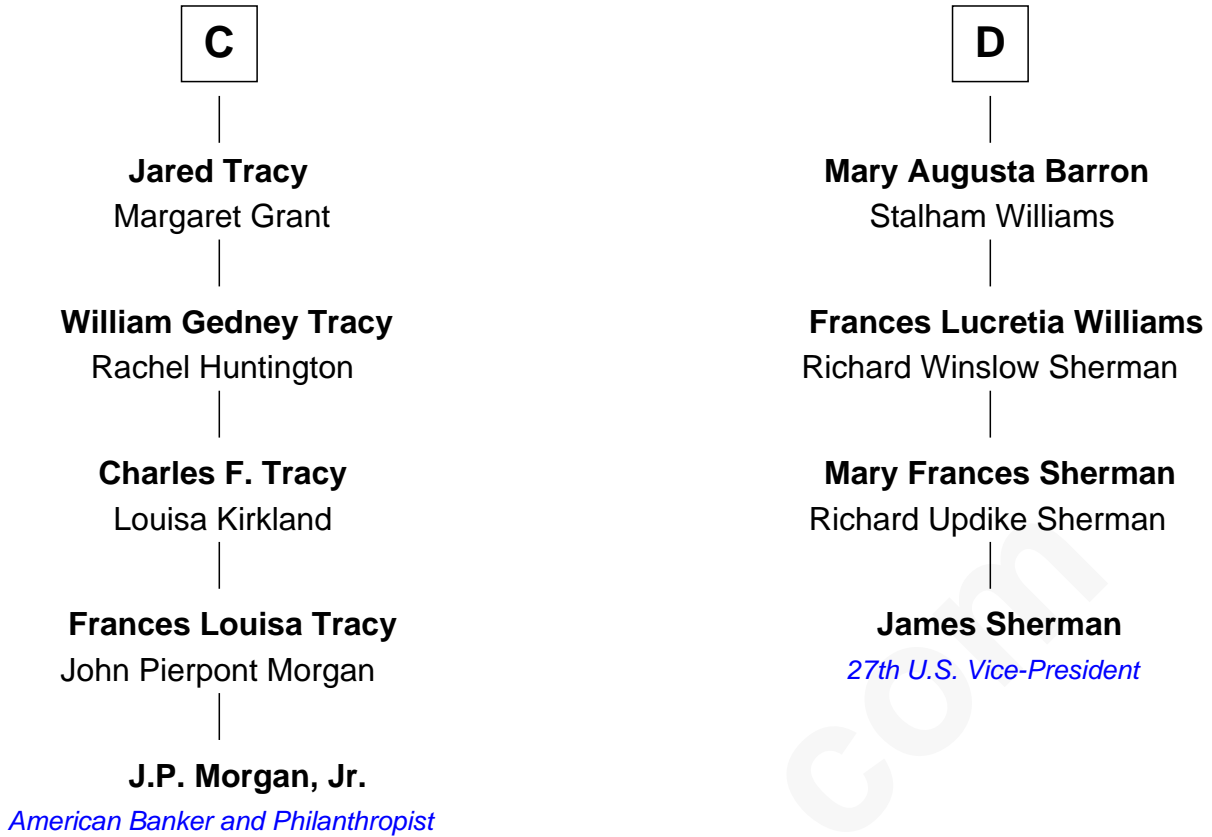 C
Jared Tracy
Margaret Grant
William Gedney Tracy
Rachel Huntington
Charles F. Tracy
Louisa Kirkland
Frances Louisa Tracy
John Pierpont Morgan
J.P. Morgan, Jr.
American Banker and Philanthropist
D
Mary Augusta Barron
Stalham Williams
Frances Lucretia Williams
Richard Winslow Sherman
Mary Frances Sherman
Richard Updike Sherman
James Sherman
27th U.S. Vice-President
com